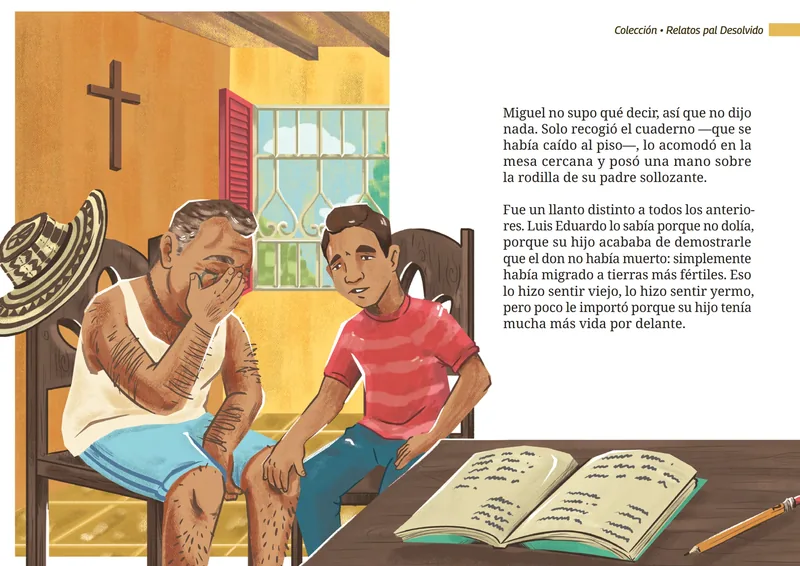 Colección • Relatos pal Desolvido
Miguel no supo qué decir, así que no dijo
nada. Solo recogió el cuaderno —que se
había caído al piso—, lo acomodó en la
mesa cercana y posó una mano sobre
la rodilla de su padre sollozante.
Fue un llanto distinto a todos los anterio-
res. Luis Eduardo lo sabía porque no dolía,
porque su hijo acababa de demostrarle
que el don no había muerto: simplemente
había migrado a tierras más fértiles. Eso
lo hizo sentir viejo, lo hizo sentir yermo,
pero poco le importó porque su hijo tenía
mucha más vida por delante.